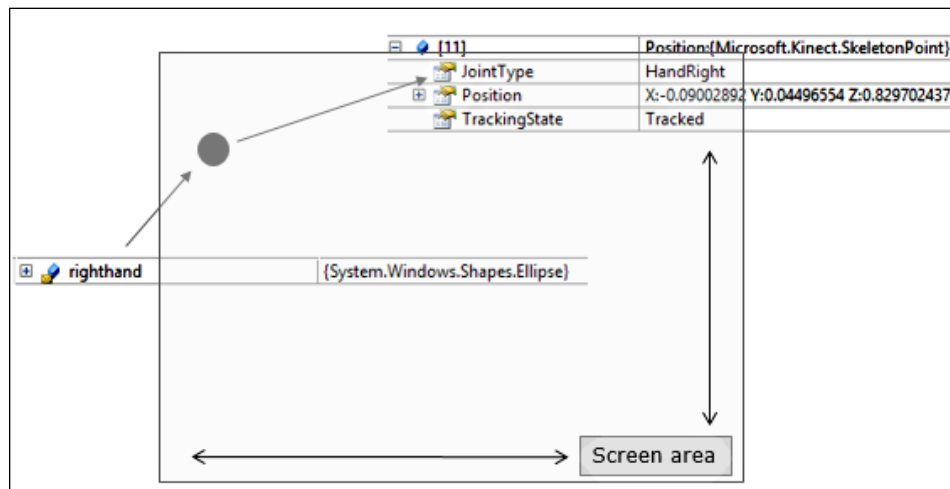 [11] Position:{Microsoft.Kinect.SkeletonPoint}
JointType HandRight
Position X:-0.09002892 Y:0.04496554 Z:0.829702437
TrackingState Tracked
righthand {System.Windows.Shapes.Ellipse}
Screen area